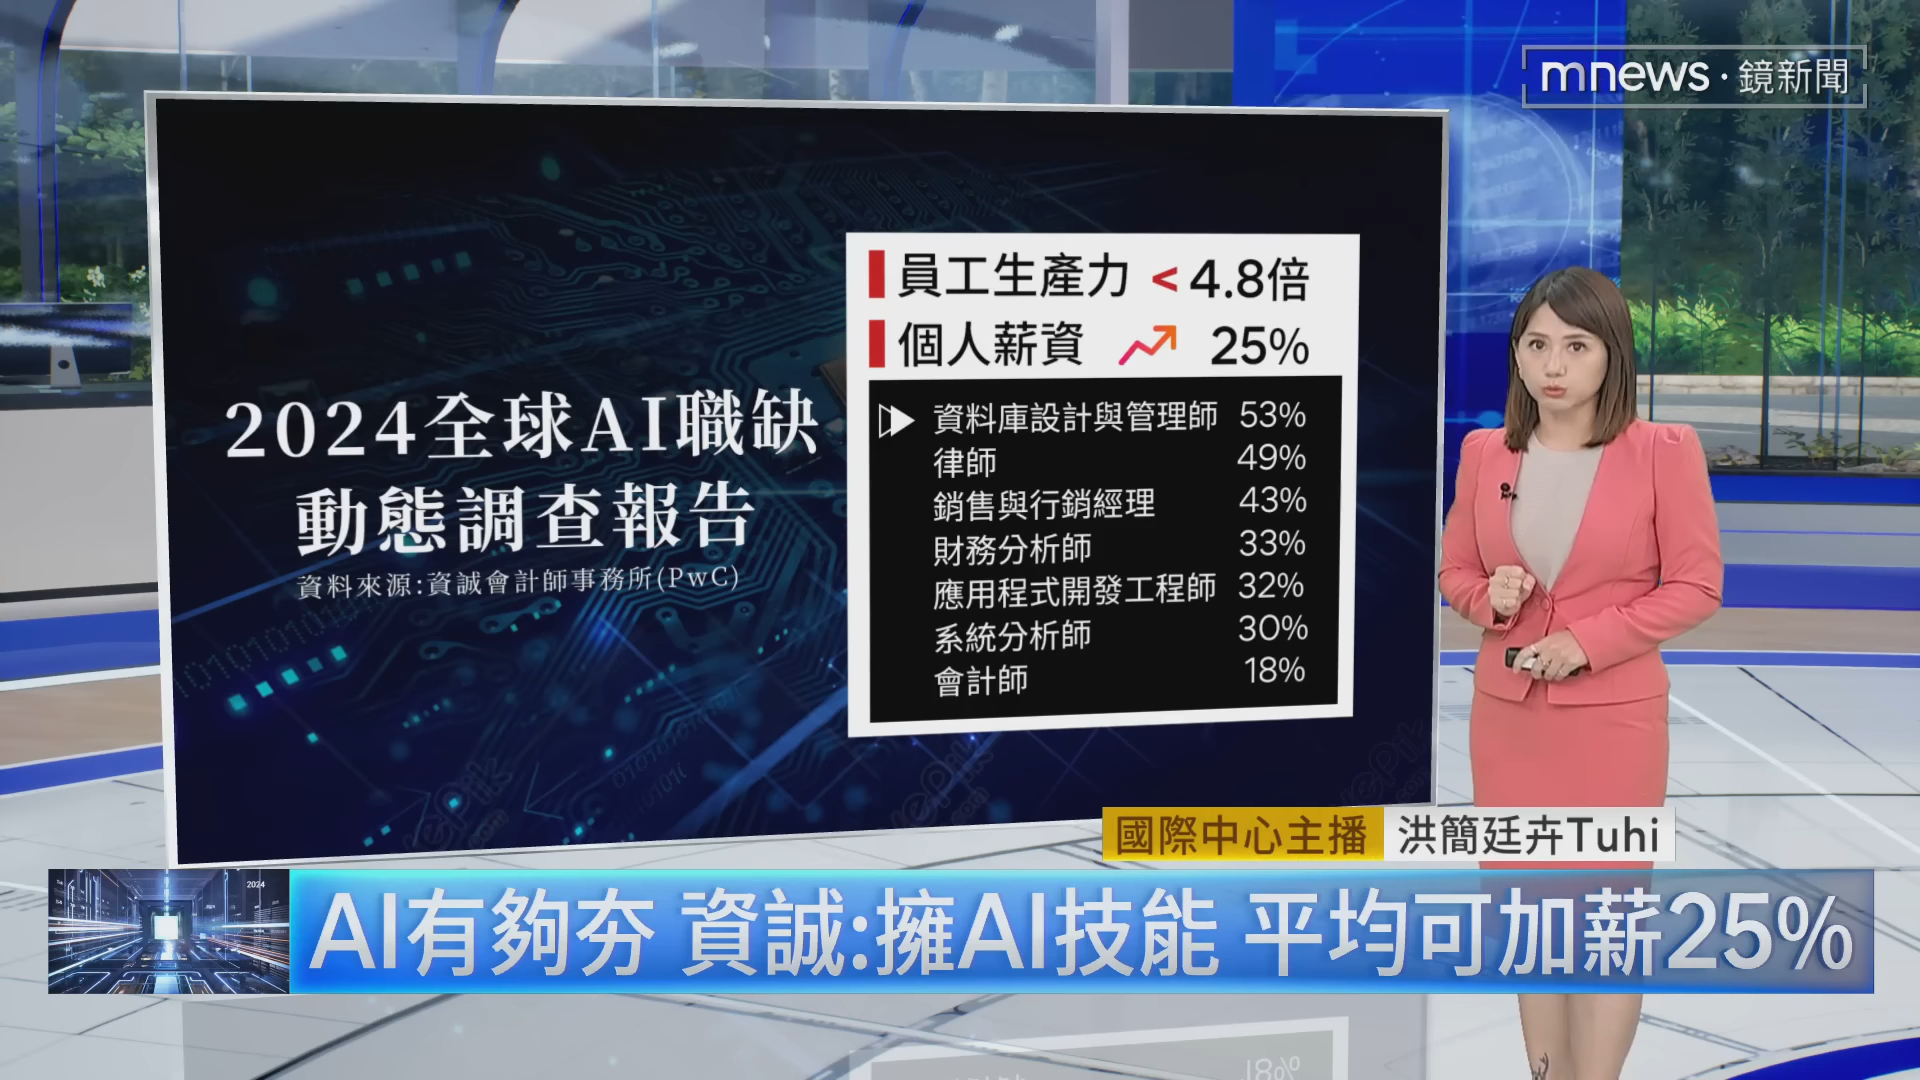 mnews·鏡新聞
2024全球AI職缺
動態調查報告
資料來源:資誠會計師事務所(PwC)
員工生產力 < 4.8倍
個人薪資 25%
資料庫設計與管理師 53%
律師 49%
銷售與行銷經理 43%
財務分析師 33%
應用程式開發工程師 32%
系統分析師 30%
會計師 18%
國際中心主播 洪簡廷卉Tuhi
2024
AI有夠夯 資誠:擁AI技能 平均可加薪25%
18%